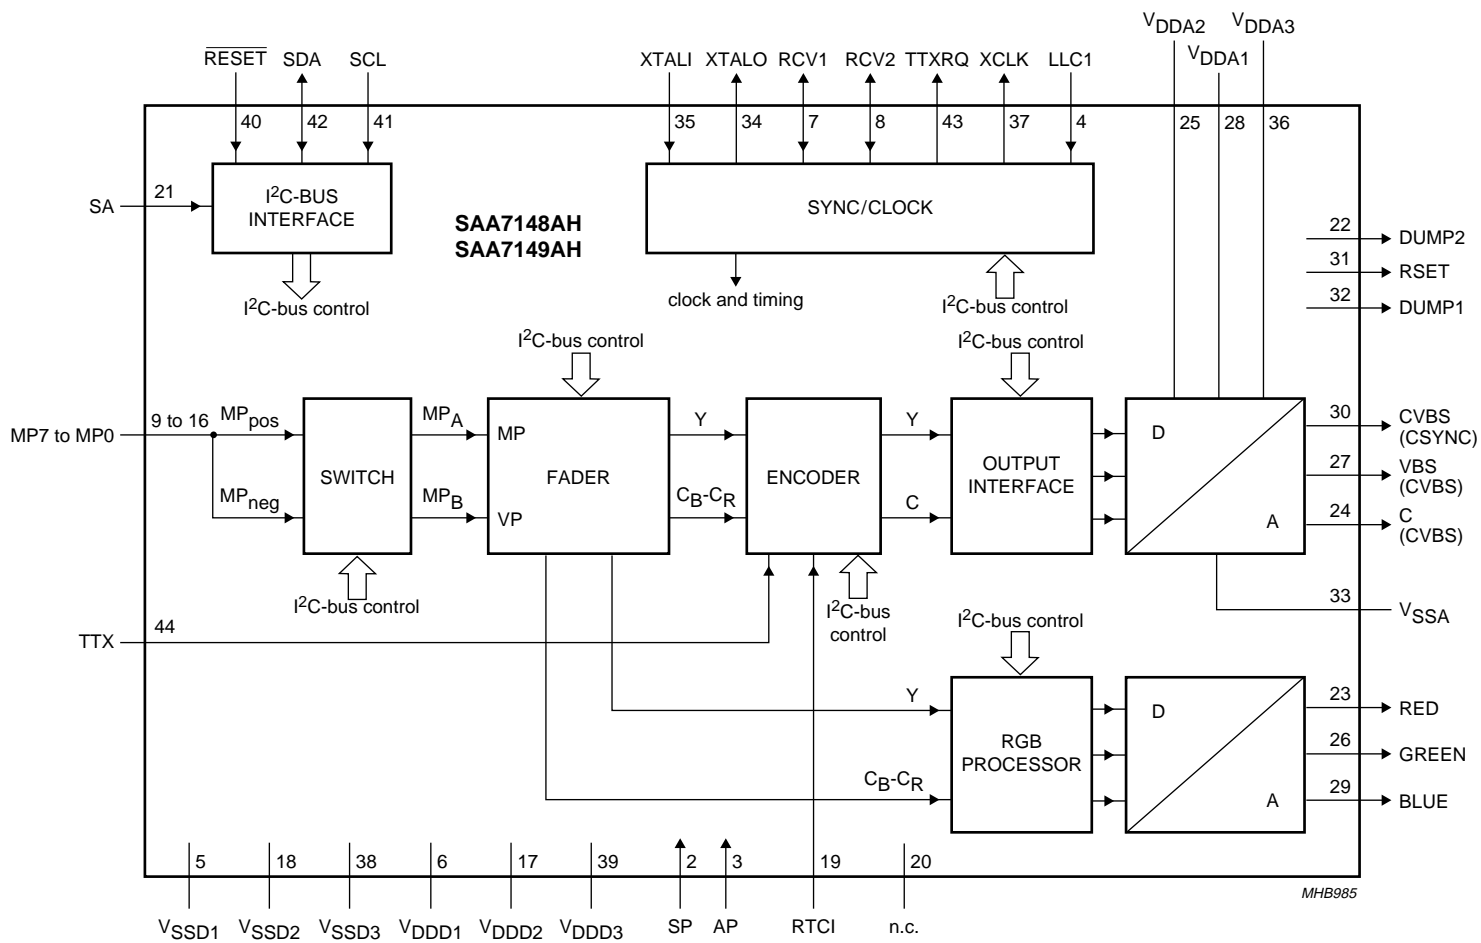 VDDA2
VDDA3
VDDA1
RESET SDA SCL
XTALI XTALO RCV1 RCV2 TTXRQ XCLK LLC1
40 42 41
35 34 7 8 43 37 4
25 28 36
SA
21
I2C-BUS
INTERFACE
SAA7148AH
SAA7149AH
SYNC/CLOCK
22
DUMP2
31
RSET
32
DUMP1
I2C-bus control
clock and timing
I2C-bus control
I2C-bus control
I2C-bus control
MP7 to MP0
9 to 16
MPpos
MPneg
SWITCH
MPA
MPB
MP
FADER
VP
Y
CB-CR
ENCODER
Y
C
OUTPUT
INTERFACE
D
A
30
CVBS
(CSYNC)
27
VBS
(CVBS)
24
C
(CVBS)
I2C-bus control
I2C-bus
control
33
VSSA
TTX
44
I2C-bus control
Y
CB-CR
RGB
PROCESSOR
D
A
23
RED
26
GREEN
29
BLUE
5 18 38 6 17 39 2 3 19 20
MHB985
VSSD1 VSSD2 VSSD3 VDDD1 VDDD2 VDDD3 SP AP RTCI n.c.